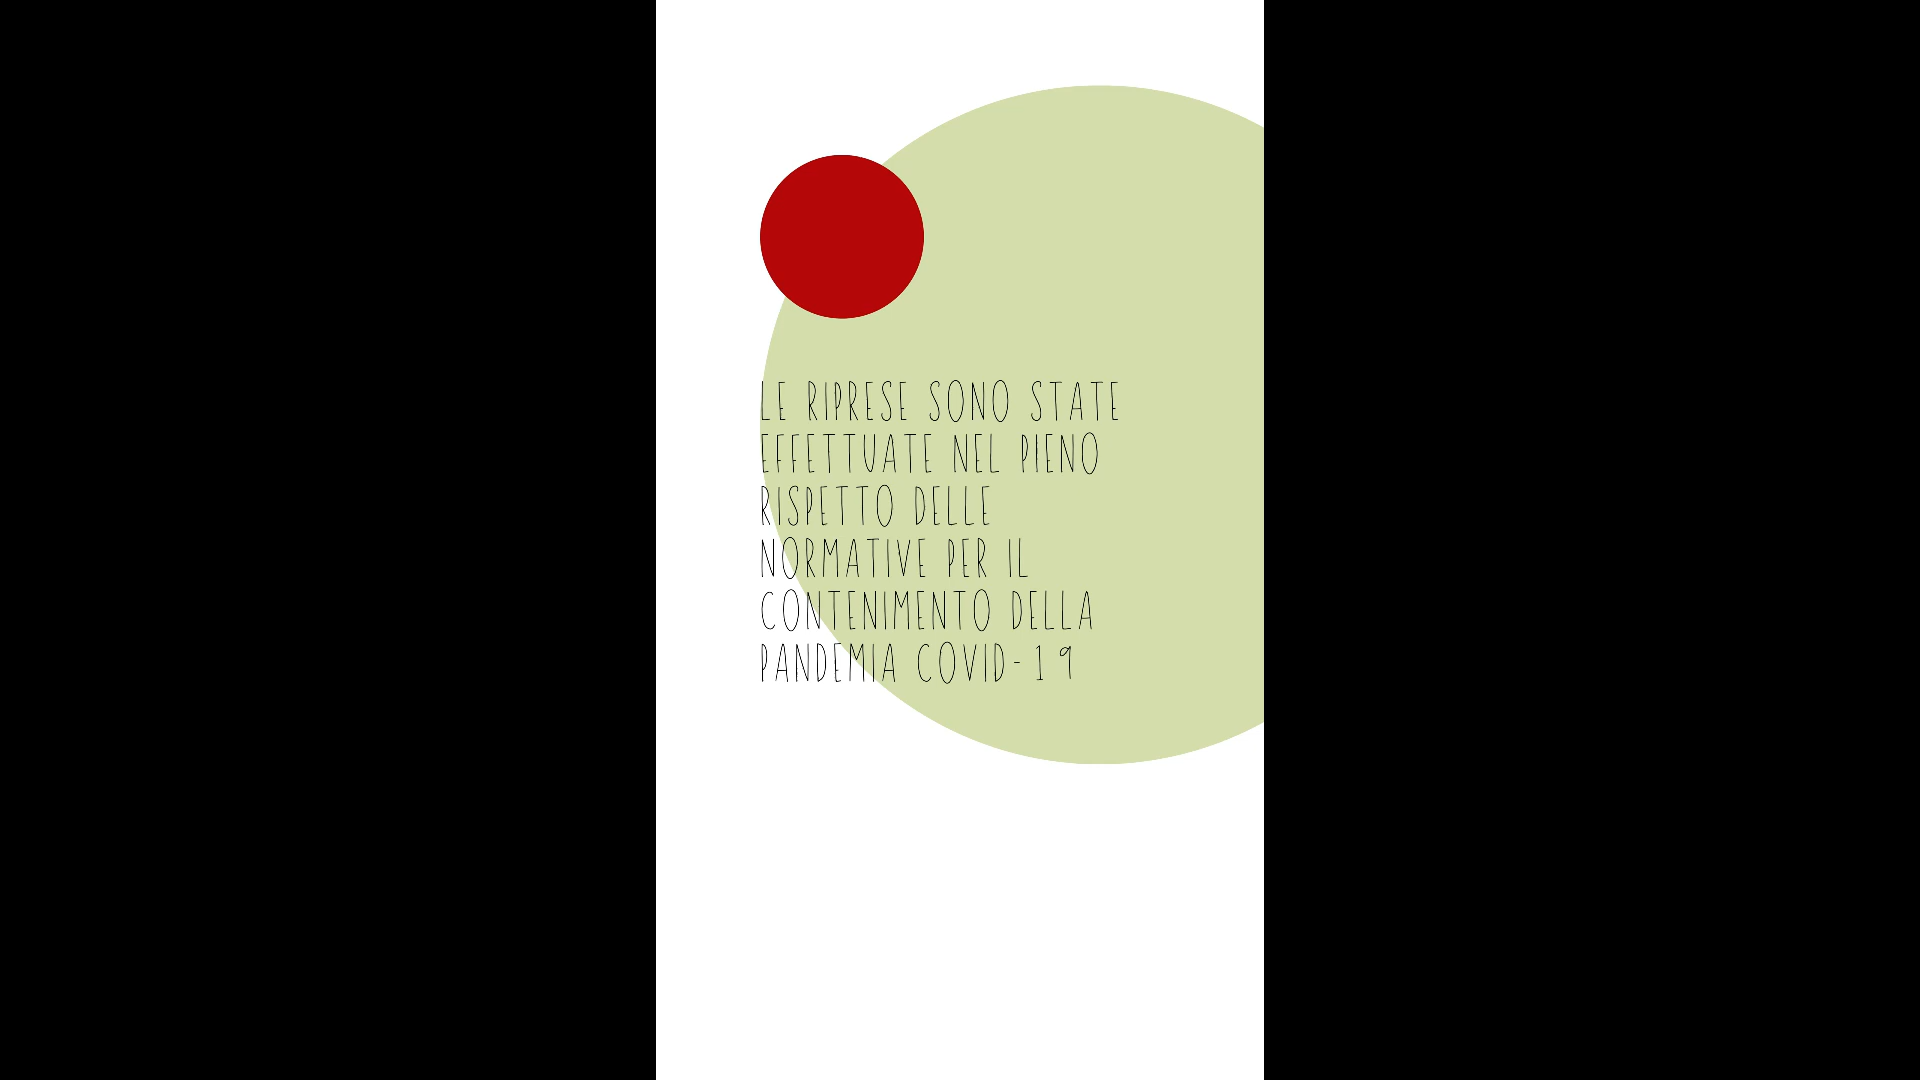 LE RIPRESE SONO STATE
EFFETTUATE NEL PIENO
RISPETTO DELLE
NORMATIVE PER IL
CONTENIMENTO DELLA
PANDEMIA COVID-19